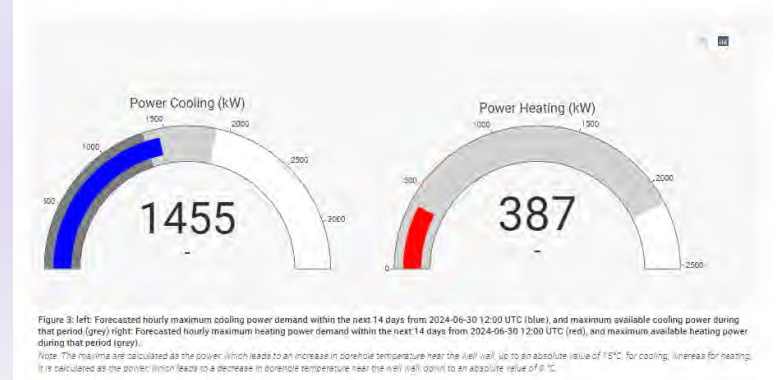 Power Cooling (kW)
500
1000
1500
2000
2500
3000
1455
-
Power Heating (kW)
0
500
1000
1500
2000
2500
387
-
Figure 3: left: Forecasted hourly maximum cooling power demand within the next 14 days from 2024-06-30 12:00 UTC (blue), and maximum available cooling power during
that period (grey) right: Forecasted hourly maximum heating power demand within the next 14 days from 2024-06-30 12:00 UTC (red), and maximum available heating power
during that period (grey).
Note: The maxima are calculated as the power, which leads to an increase in borehole temperature near the well wall, up to an absolute value of 15°C, for cooling, whereas for heating,
it is calculated as the power, which leads to a decrease in borehole temperature near the well wall down to an absolute value of 0 °C.